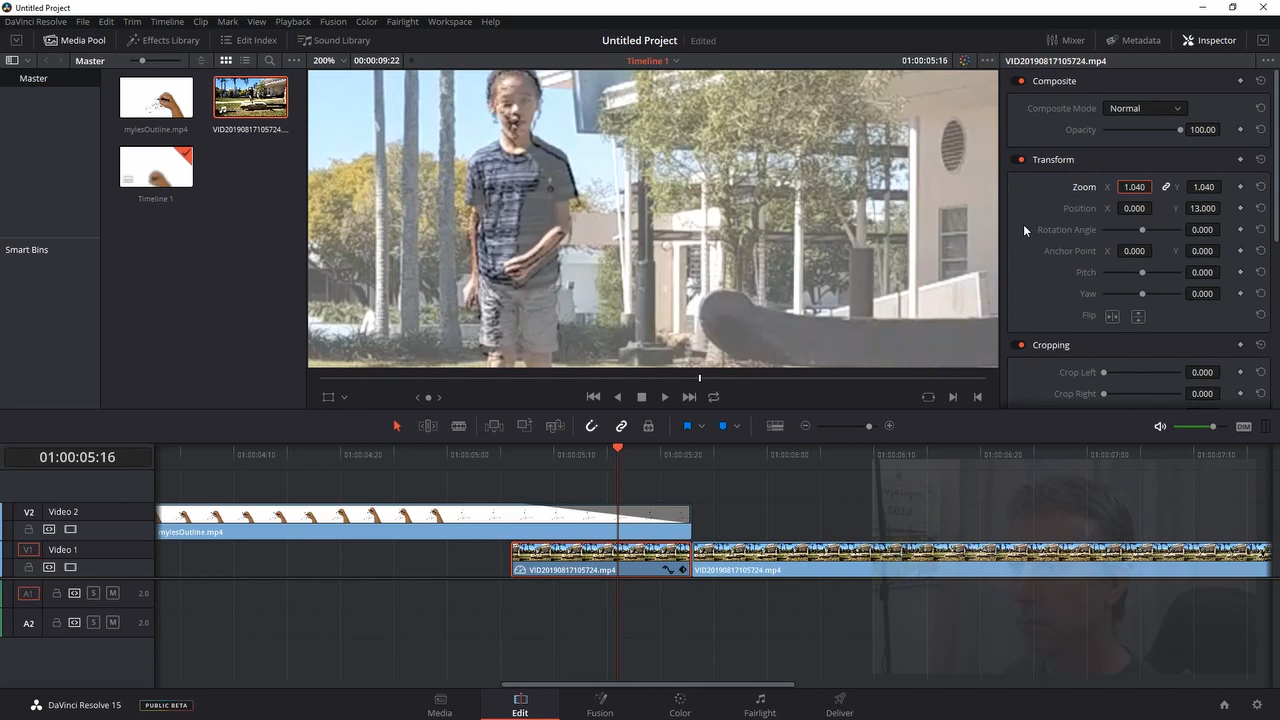 Untitled Project
DaVinci Resolve File Edit Trim Timeline Clip Mark View Playback Fusion Color Fairlight Workspace Help
Media Pool Effects Library Edit Index Sound Library Untitled Project Edited Mixer Metadata Inspector
Master 200% 00:00:09:22 Timeline 1 01:00:05:16 VID20190817105724.mp4
Master
mylesOutline.mp4 VID20190817105724....
Timeline 1
Smart Bins
Composite
Composite Mode Normal
Opacity 100.00
Transform
Zoom X 1.040 Y 1.040
Position X 0.000 Y 13.000
Rotation Angle 0.000
Anchor Point X 0.000 Y 0.000
Pitch 0.000
Yaw 0.000
Flip
Cropping
Crop Left 0.000
Crop Right 0.000
DIM
01:00:05:16 01:00:04:10 01:00:04:20 01:00:05:00 01:00:05:10 01:00:05:20 01:00:06:00 01:00:06:10 01:00:06:20 01:00:07:00 01:00:07:10
V2 Video 2
mylesOutline.mp4
V1 Video 1
VID20190817105724.mp4 VID20190817105724.mp4
A1 S M 2.0
A2 S M 2.0
DaVinci Resolve 15 PUBLIC BETA Media Edit Fusion Color Fairlight Deliver